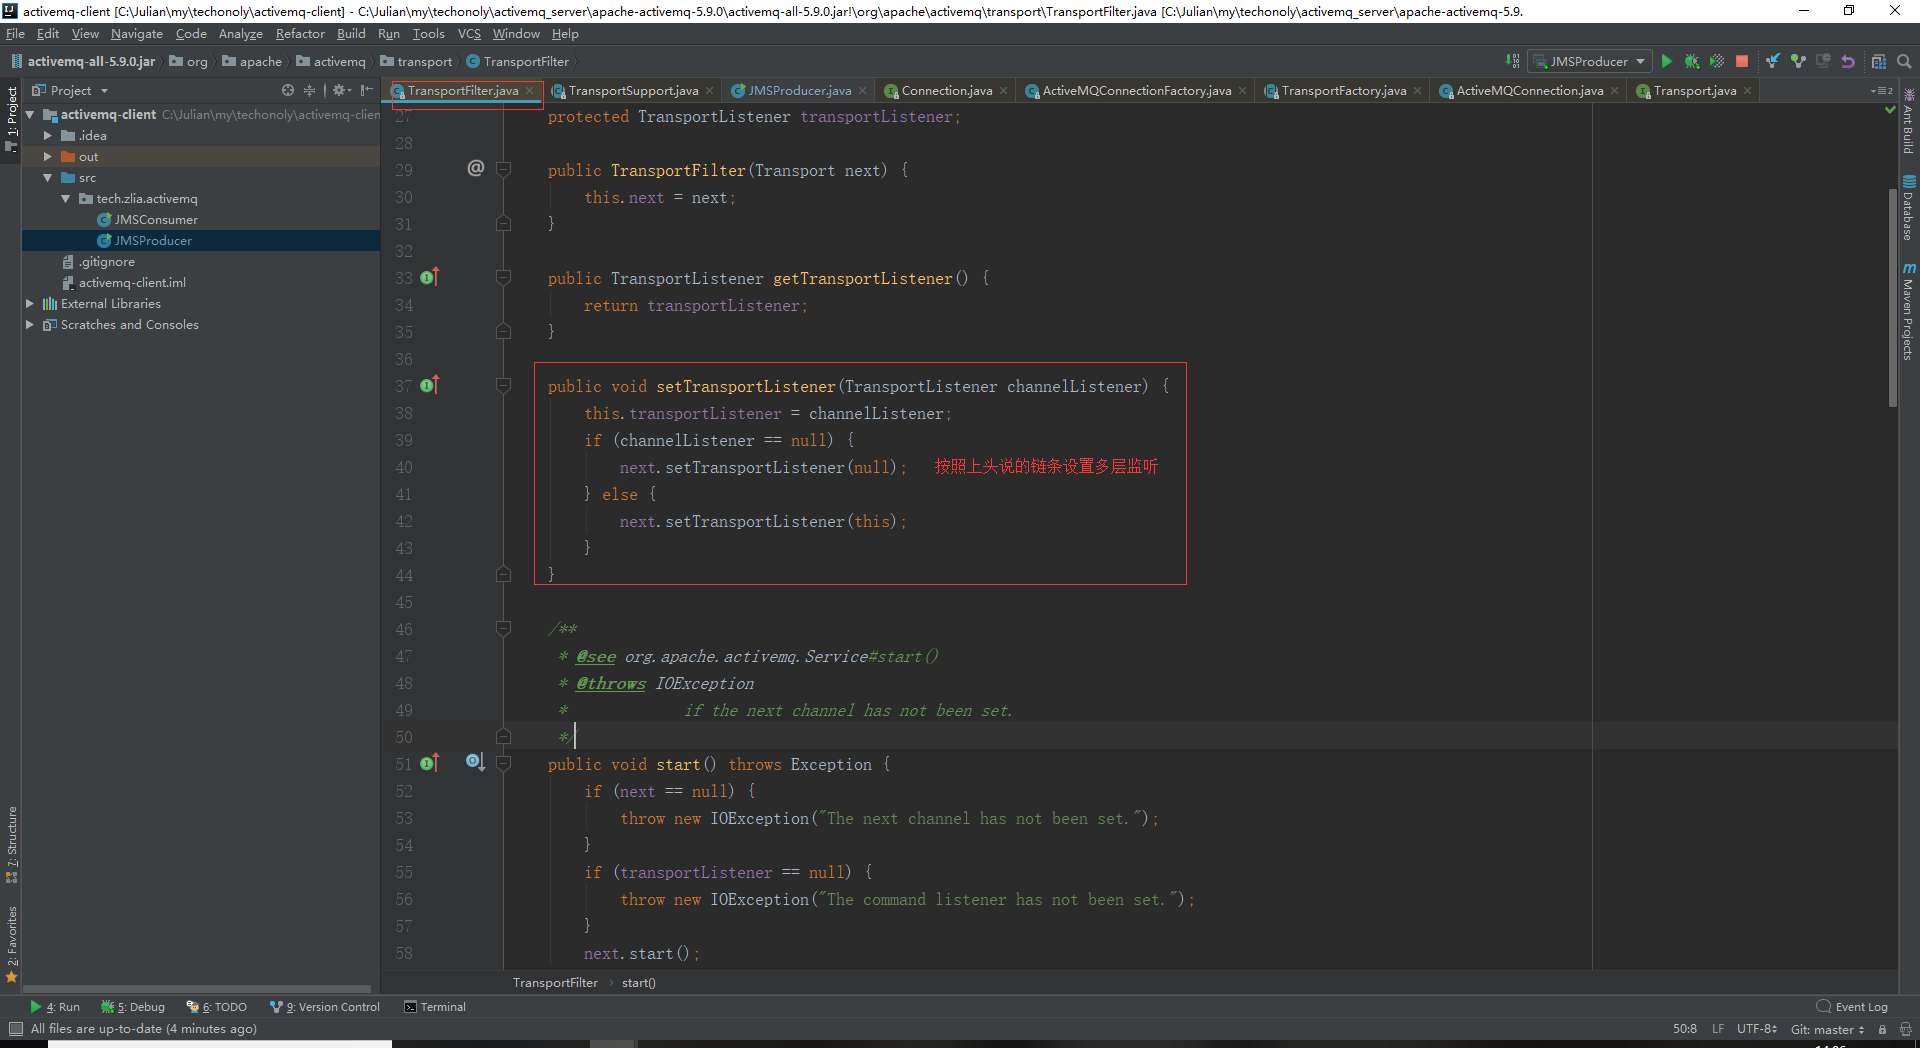 activemq-client [C:\Julian\my\techonoly\activemq-client] - C:\Julian\my\techonoly\activemq_server\apache-activemq-5.9.0\activemq-all-5.9.0.jar!\org\apache\activemq\transport\TransportFilter.java [C:\Julian\my\techonoly\activemq_server\apache-activemq-5.9.
File Edit View Navigate Code Analyze Refactor Build Run Tools VCS Window Help
activemq-all-5.9.0.jar org apache activemq transport TransportFilter JMSProducer
Project TransportFilter.java TransportSupport.java JMSProducer.java Connection.java ActiveMQConnectionFactory.java TransportFactory.java ActiveMQConnection.java Transport.java
1: Project
7: Structure
2: Favorites
activemq-client C:\Julian\my\techonoly\activemq-clien
.idea
out
src
tech.zlia.activemq
JMSConsumer
JMSProducer
.gitignore
activemq-client.iml
External Libraries
Scratches and Consoles
27 protected TransportListener transportListener;
28
29 @ public TransportFilter(Transport next) {
30 this.next = next;
31 }
32
33 public TransportListener getTransportListener() {
34 return transportListener;
35 }
36
37 public void setTransportListener(TransportListener channelListener) {
38 this.transportListener = channelListener;
39 if (channelListener == null) {
40 next.setTransportListener(null); 按照上头说的链条设置多层监听
41 } else {
42 next.setTransportListener(this);
43 }
44 }
45
46 /**
47 * @see org.apache.activemq.Service#start()
48 * @throws IOException
49 * if the next channel has not been set.
50 */
51 public void start() throws Exception {
52 if (next == null) {
53 throw new IOException("The next channel has not been set.");
54 }
55 if (transportListener == null) {
56 throw new IOException("The command listener has not been set.");
57 }
58 next.start();
Ant Build
Database
Maven Projects
TransportFilter › start()
4: Run 5: Debug 6: TODO 9: Version Control Terminal Event Log
All files are up-to-date (4 minutes ago) 50:8 LF UTF-8 Git: master